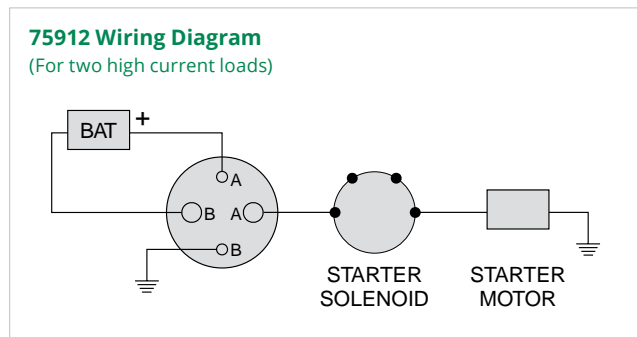 75912 Wiring Diagram
(For two high current loads)
BAT +
A
B A
B
STARTER
SOLENOID
STARTER
MOTOR